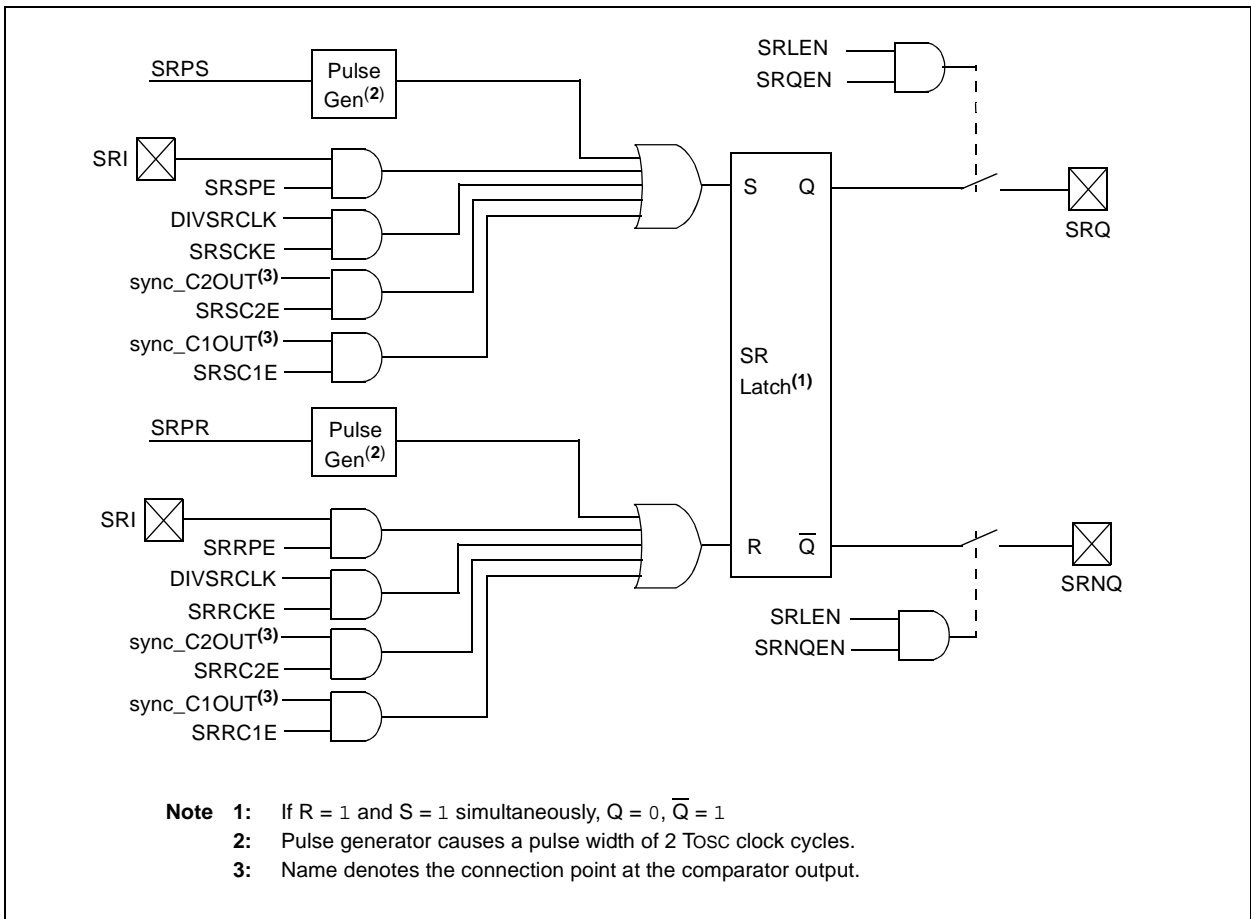 SRPS
Pulse
Gen(2)
SRI
SRSPE
DIVSRCLK
SRSCKE
sync_C2OUT(3)
SRSC2E
sync_C1OUT(3)
SRSC1E
SRPR
Pulse
Gen(2)
SRI
SRRPE
DIVSRCLK
SRRCKE
sync_C2OUT(3)
SRRC2E
sync_C1OUT(3)
SRRC1E
S Q
SR
Latch(1)
R Q̅
SRLEN
SRQEN
SRQ
SRNQ
SRLEN
SRNQEN
Note 1: If R = 1 and S = 1 simultaneously, Q = 0, Q̅ = 1
2: Pulse generator causes a pulse width of 2 TOSC clock cycles.
3: Name denotes the connection point at the comparator output.